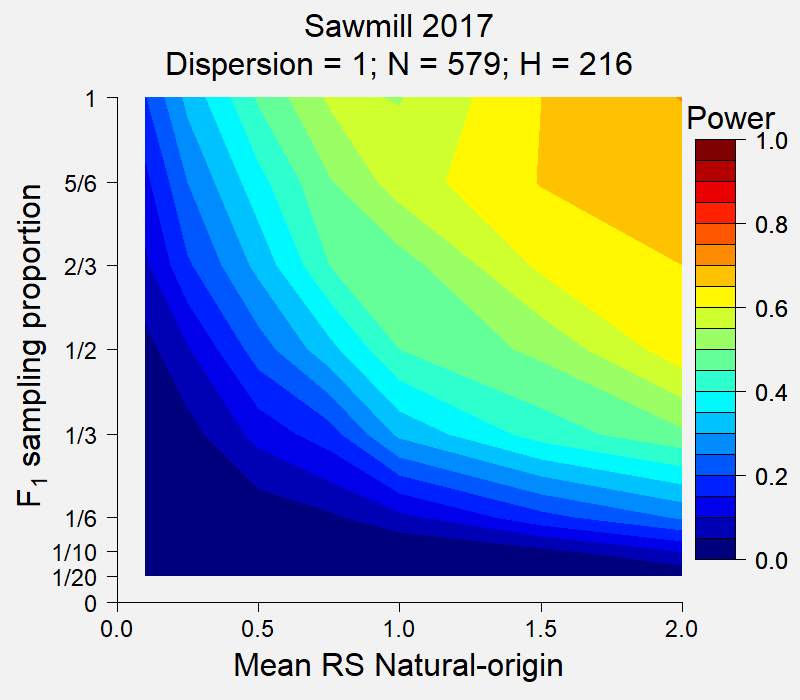 Sawmill 2017
Dispersion = 1; N = 579; H = 216
Power
1.0
0.8
0.6
0.4
0.2
0.0
F1 sampling proportion
1
5/6
2/3
1/2
1/3
1/6
1/10
1/20
0
0.0 0.5 1.0 1.5 2.0
Mean RS Natural-origin